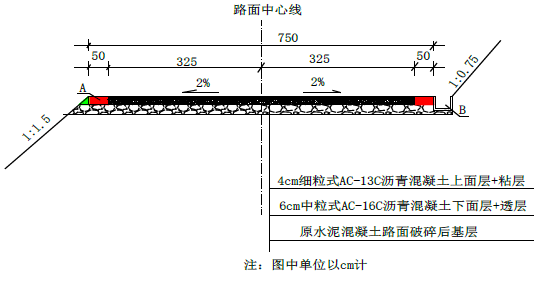 路面中心线
750
50
325
325
50
A
2%
2%
1:0.75
B
1:1.5
4cm细粒式AC-13C沥青混凝土上面层+粘层
6cm中粒式AC-16C沥青混凝土下面层+透层
原水泥混凝土路面破碎后基层
注：图中单位以cm计